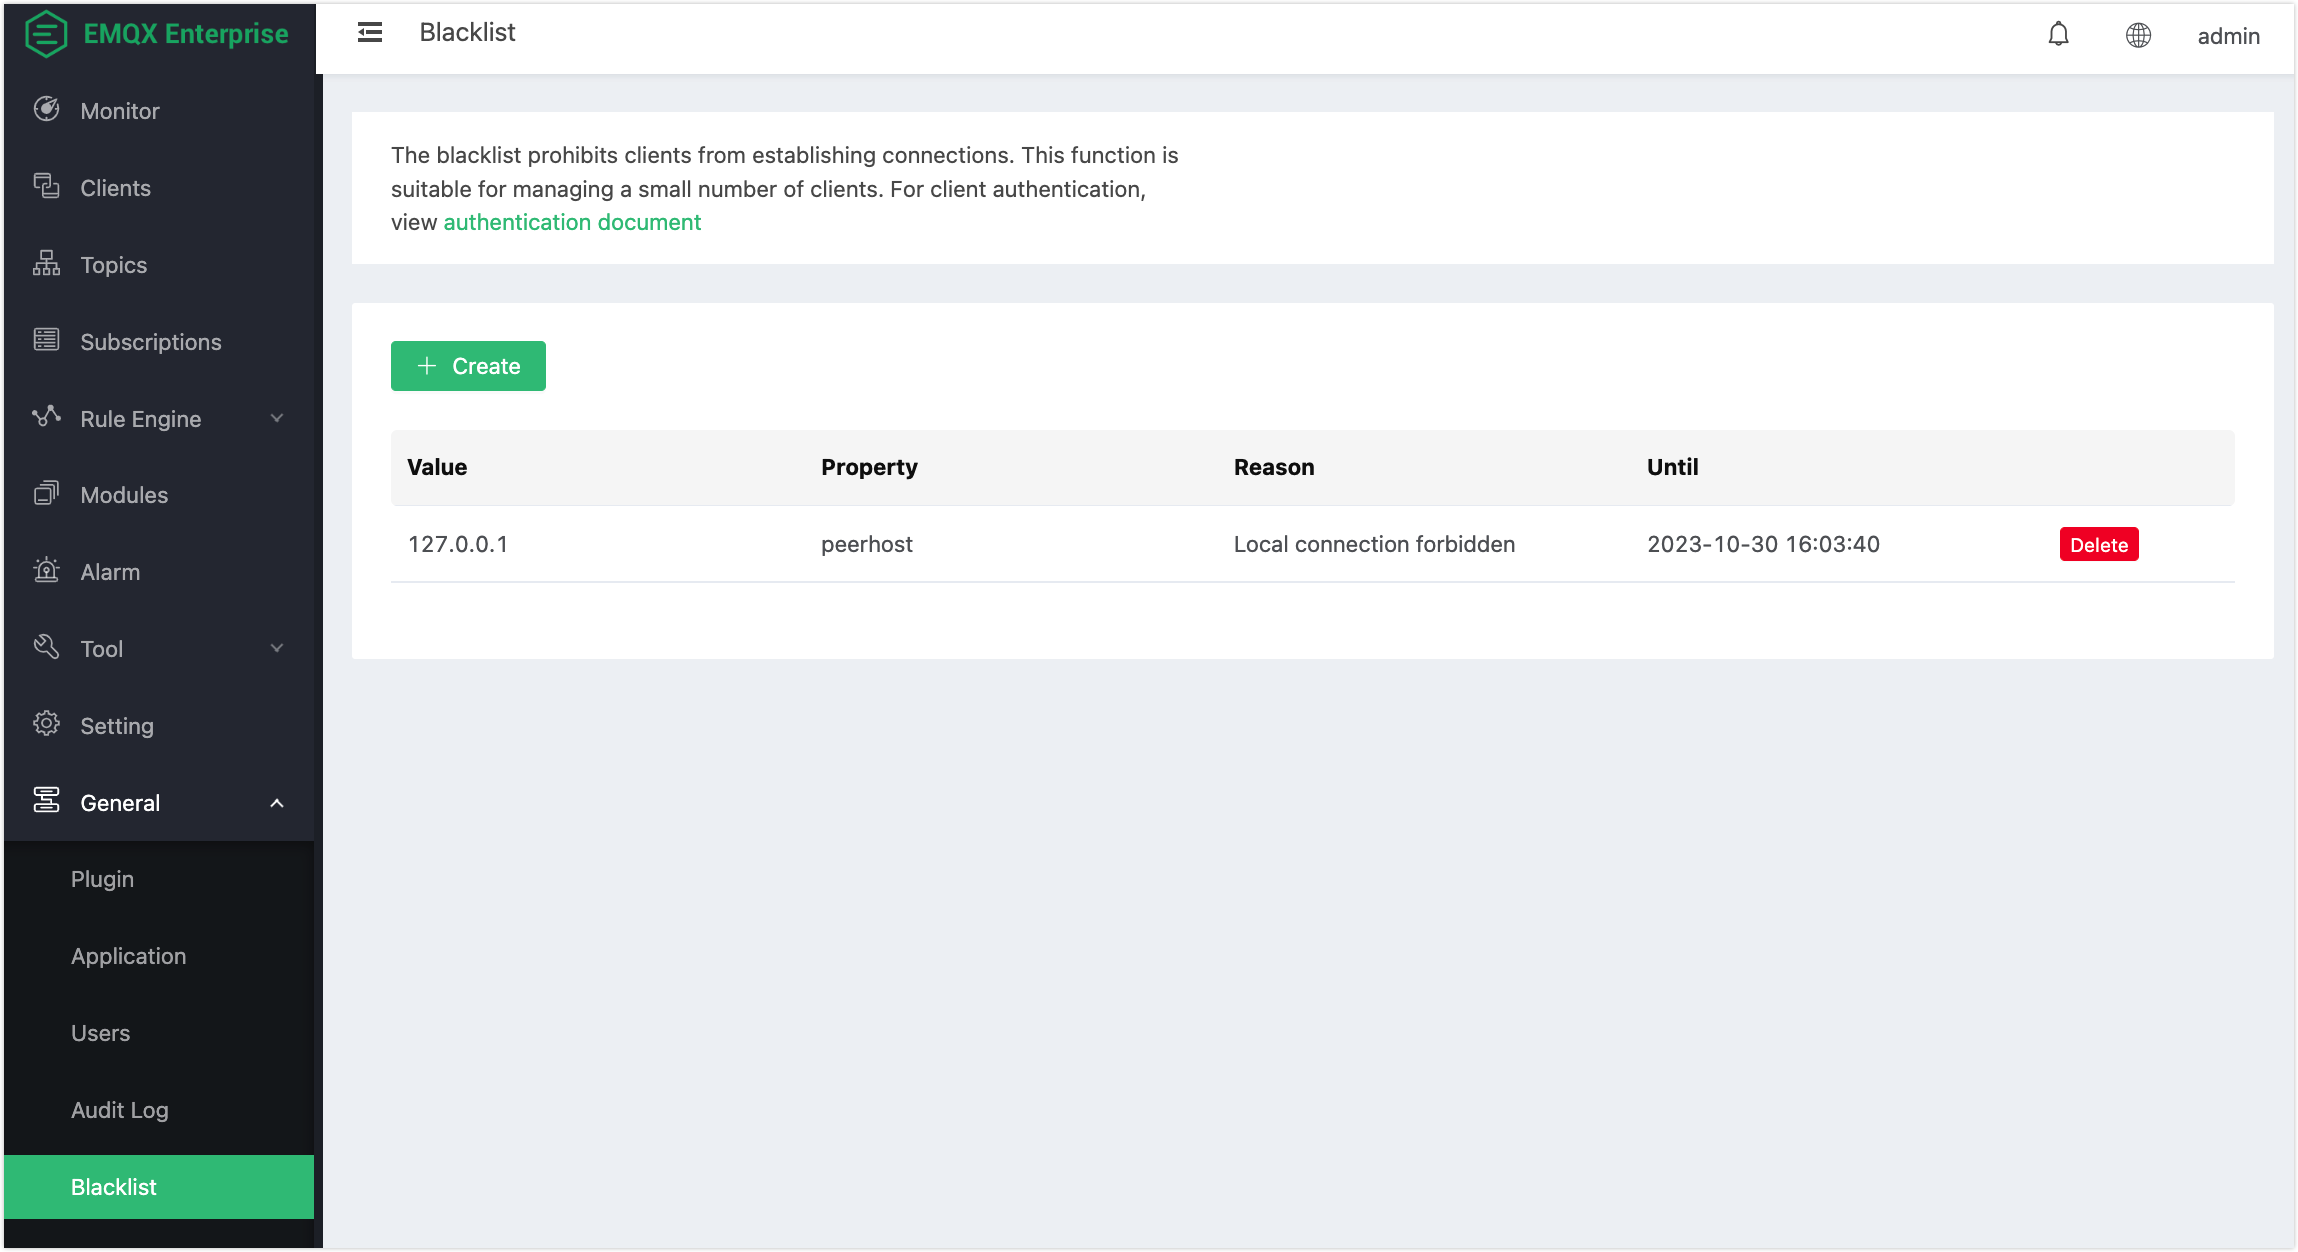 EMQX Enterprise
Blacklist
admin
Monitor
Clients
Topics
Subscriptions
Rule Engine
Modules
Alarm
Tool
Setting
General
Plugin
Application
Users
Audit Log
Blacklist
The blacklist prohibits clients from establishing connections. This function is
suitable for managing a small number of clients. For client authentication,
view authentication document
Create
Value Property Reason Until
127.0.0.1 peerhost Local connection forbidden 2023-10-30 16:03:40 Delete